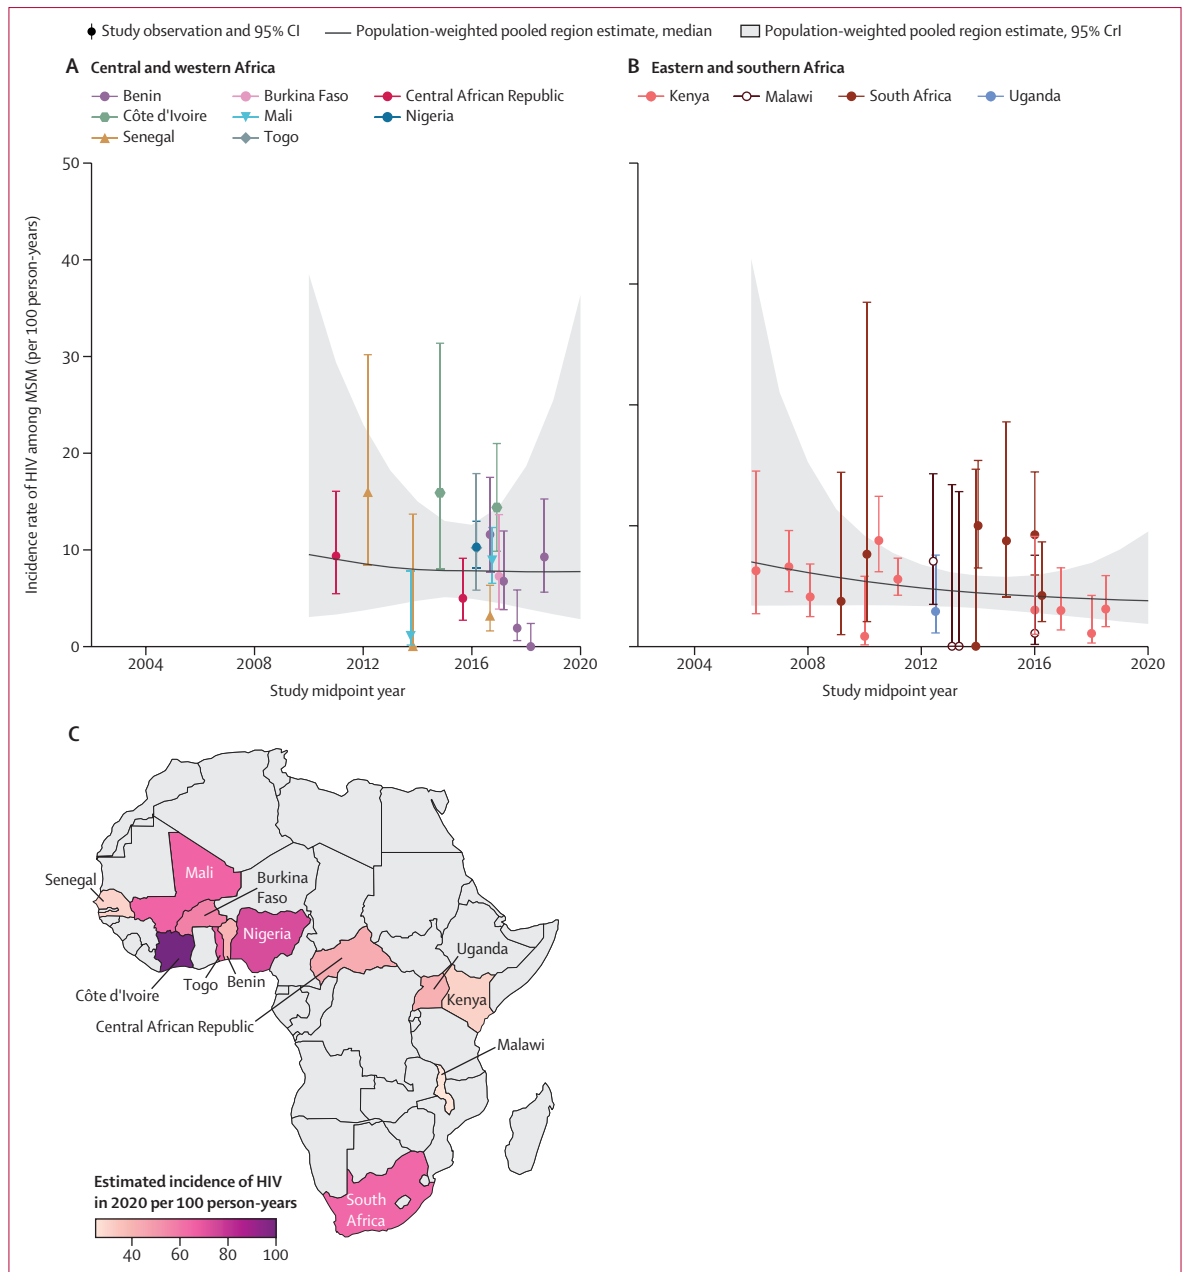 Study observation and 95% CI Population-weighted pooled region estimate, median Population-weighted pooled region estimate, 95% CrI
A Central and western Africa
Benin Burkina Faso Central African Republic
Côte d'Ivoire Mali Nigeria
Senegal Togo
B Eastern and southern Africa
Kenya Malawi South Africa Uganda
Incidence rate of HIV among MSM (per 100 person-years)
50
40
30
20
10
0
2004 2008 2012 2016 2020
Study midpoint year
2004 2008 2012 2016 2020
Study midpoint year
C
Senegal
Mali
Burkina
Faso
Nigeria
Uganda
Togo
Benin
Côte d'Ivoire
Kenya
Central African Republic
Malawi
South
Africa
Estimated incidence of HIV
in 2020 per 100 person-years
40 60 80 100